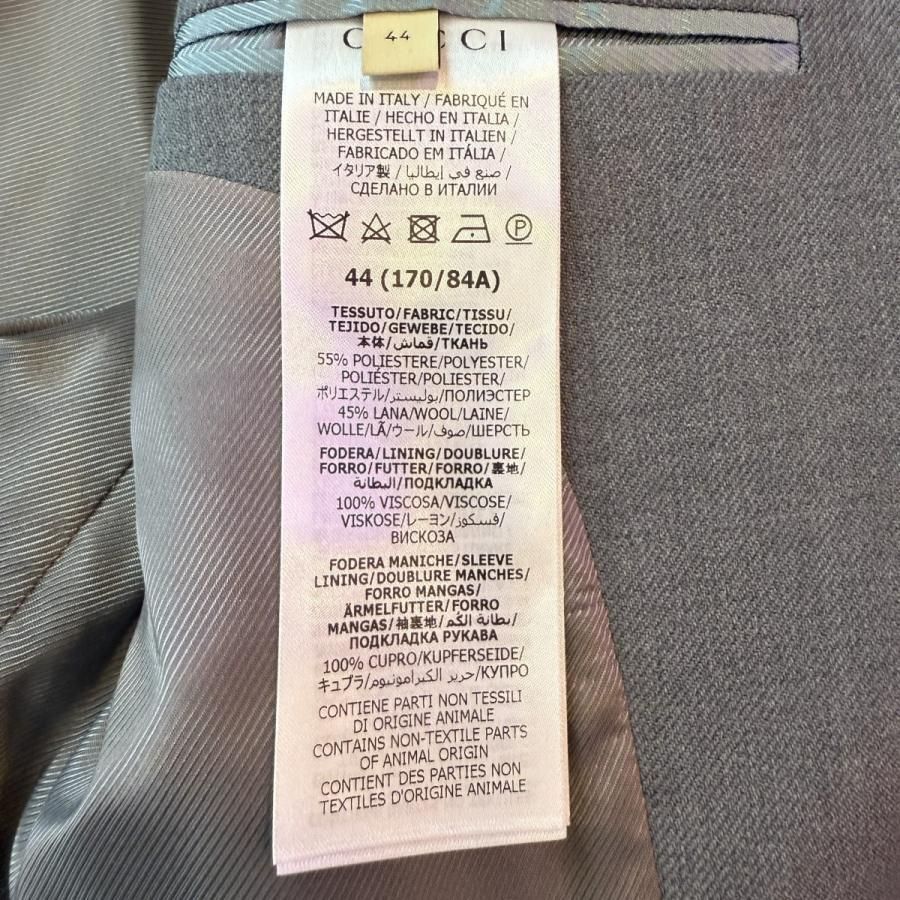 44
MADE IN ITALY / FABRIQUÉ EN
ITALIE / HECHO EN ITALIA /
HERGESTELLT IN ITALIEN /
FABRICADO EM ITÁLIA /
イタリア製 / صنع في إيطاليا /
СДЕЛАНО В ИТАЛИИ
P
44 (170/84A)
TESSUTO/FABRIC/TISSU/
TEJIDO/GEWEBE/TECIDO/
本体/قماش/ТКАНЬ
55% POLIESTERE/POLYESTER/
POLIÉSTER/POLIESTER/
ポリエステル/بوليستر/ПОЛИЭСТЕР
45% LANA/WOOL/LAINE/
WOLLE/LÃ/ウール/صوف/ШЕРСТЬ
FODERA/LINING/DOUBLURE/
FORRO/FUTTER/FORRO/裏地/
البطانة/ПОДКЛАДКА
100% VISCOSA/VISCOSE/
VISKOSE/レーヨン/فسكوز/
ВИСКОЗА
FODERA MANICHE/SLEEVE
LINING/DOUBLURE MANCHES/
FORRO MANGAS/
ÄRMELFUTTER/FORRO
MANGAS/袖裏地/بطانة الكُم/
ПОДКЛАДКА РУКАВА
100% CUPRO/KUPFERSEIDE/
キュプラ/حرير الكبرامونيوم/КУПРО
CONTIENE PARTI NON TESSILI
DI ORIGINE ANIMALE
CONTAINS NON-TEXTILE PARTS
OF ANIMAL ORIGIN
CONTIENT DES PARTIES NON
TEXTILES D'ORIGINE ANIMALE